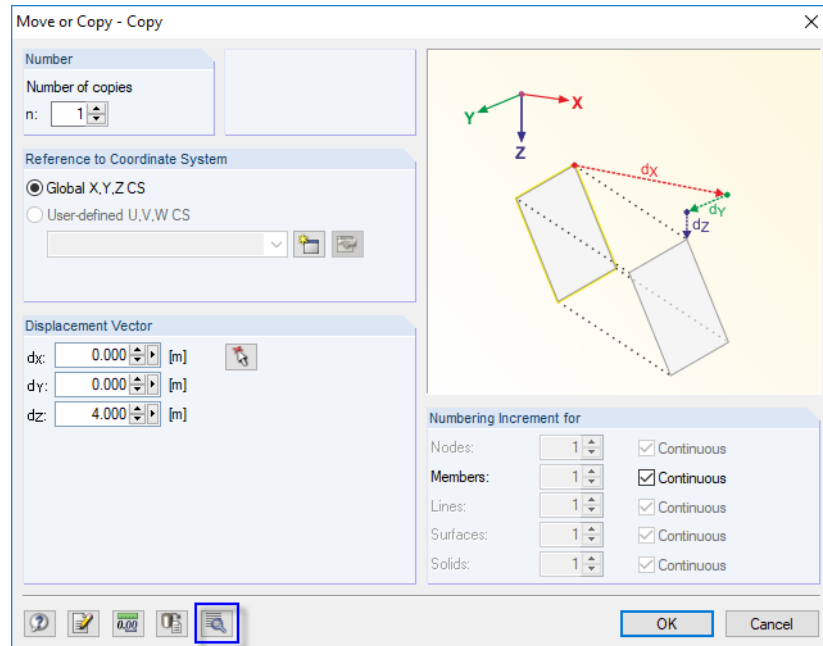 Move or Copy - Copy
Number
Number of copies
n: 1
Reference to Coordinate System
Global X,Y,Z CS
User-defined U,V,W CS
Displacement Vector
dX: 0.000 [m]
dY: 0.000 [m]
dZ: 4.000 [m]
X
Y
Z
dX
dY
dZ
Numbering Increment for
Nodes: 1 Continuous
Members: 1 Continuous
Lines: 1 Continuous
Surfaces: 1 Continuous
Solids: 1 Continuous
0.00
OK Cancel